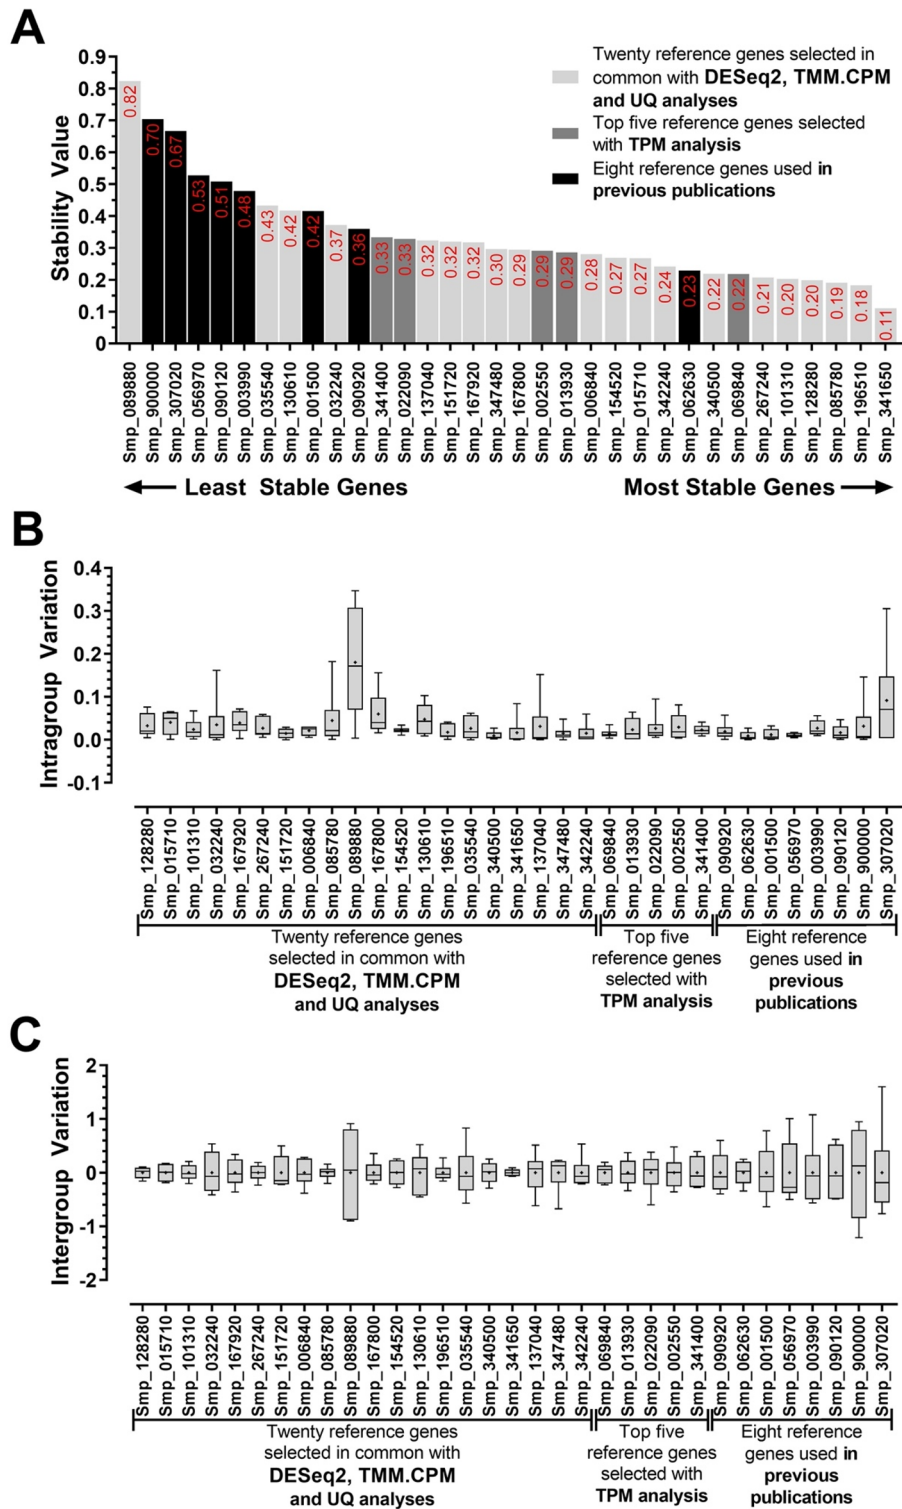 A
Stability Value
0.9
0.8
0.7
0.6
0.5
0.4
0.3
0.2
0.1
0
Twenty reference genes selected in
common with DESeq2, TMM.CPM
and UQ analyses
Top five reference genes selected
with TPM analysis
Eight reference genes used in
previous publications
0.82
0.70
0.67
0.53
0.51
0.48
0.43
0.42
0.42
0.37
0.36
0.33
0.33
0.32
0.32
0.32
0.30
0.29
0.29
0.29
0.28
0.27
0.27
0.24
0.23
0.22
0.22
0.21
0.20
0.20
0.19
0.18
0.11
Smp_089880
Smp_900000
Smp_307020
Smp_056970
Smp_090120
Smp_003990
Smp_035540
Smp_130610
Smp_001500
Smp_032240
Smp_090920
Smp_341400
Smp_022090
Smp_137040
Smp_151720
Smp_167920
Smp_347480
Smp_167800
Smp_002550
Smp_013930
Smp_006840
Smp_154520
Smp_015710
Smp_342240
Smp_062630
Smp_340500
Smp_069840
Smp_267240
Smp_101310
Smp_128280
Smp_085780
Smp_196510
Smp_341650
Least Stable Genes
Most Stable Genes
B
Intragroup Variation
0.4
0.3
0.2
0.1
0.0
-0.1
Smp_128280
Smp_015710
Smp_101310
Smp_032240
Smp_167920
Smp_267240
Smp_151720
Smp_006840
Smp_085780
Smp_089880
Smp_167800
Smp_154520
Smp_130610
Smp_196510
Smp_035540
Smp_340500
Smp_341650
Smp_137040
Smp_347480
Smp_342240
Smp_069840
Smp_013930
Smp_022090
Smp_002550
Smp_341400
Smp_090920
Smp_062630
Smp_001500
Smp_056970
Smp_003990
Smp_090120
Smp_900000
Smp_307020
Twenty reference genes
selected in common with
DESeq2, TMM.CPM
and UQ analyses
Top five
reference genes
selected with
TPM analysis
Eight reference
genes used in
previous
publications
C
Intergroup Variation
2
1
0
-1
-2
Smp_128280
Smp_015710
Smp_101310
Smp_032240
Smp_167920
Smp_267240
Smp_151720
Smp_006840
Smp_085780
Smp_089880
Smp_167800
Smp_154520
Smp_130610
Smp_196510
Smp_035540
Smp_340500
Smp_341650
Smp_137040
Smp_347480
Smp_342240
Smp_069840
Smp_013930
Smp_022090
Smp_002550
Smp_341400
Smp_090920
Smp_062630
Smp_001500
Smp_056970
Smp_003990
Smp_090120
Smp_900000
Smp_307020
Twenty reference genes
selected in common with
DESeq2, TMM.CPM
and UQ analyses
Top five
reference genes
selected with
TPM analysis
Eight reference
genes used in
previous
publications